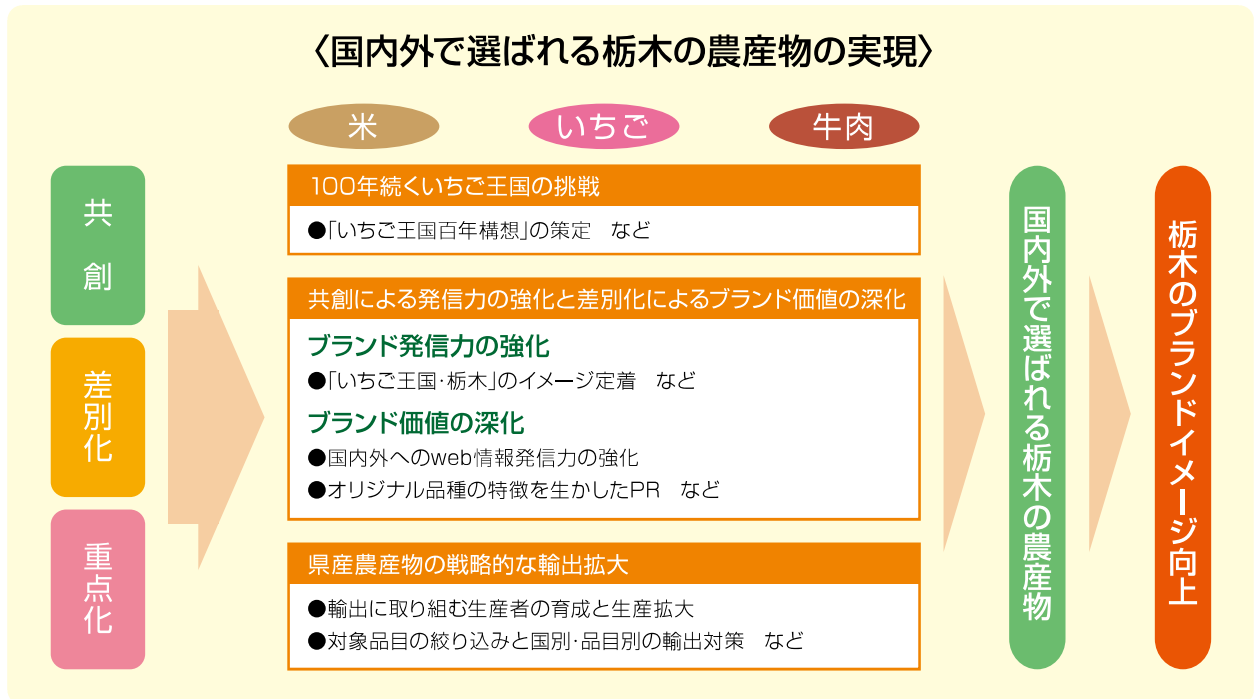 〈国内外で選ばれる栃木の農産物の実現〉
米
いちご
牛肉
共創
差別化
重点化
100年続くいちご王国の挑戦
●「いちご王国百年構想」の策定　など
共創による発信力の強化と差別化によるブランド価値の深化
ブランド発信力の強化
●「いちご王国・栃木」のイメージ定着　など
ブランド価値の深化
●国内外へのweb情報発信力の強化
●オリジナル品種の特徴を生かしたPR　など
県産農産物の戦略的な輸出拡大
●輸出に取り組む生産者の育成と生産拡大
●対象品目の絞り込みと国別・品目別の輸出対策　など
国内外で選ばれる栃木の農産物
栃木のブランドイメージ向上